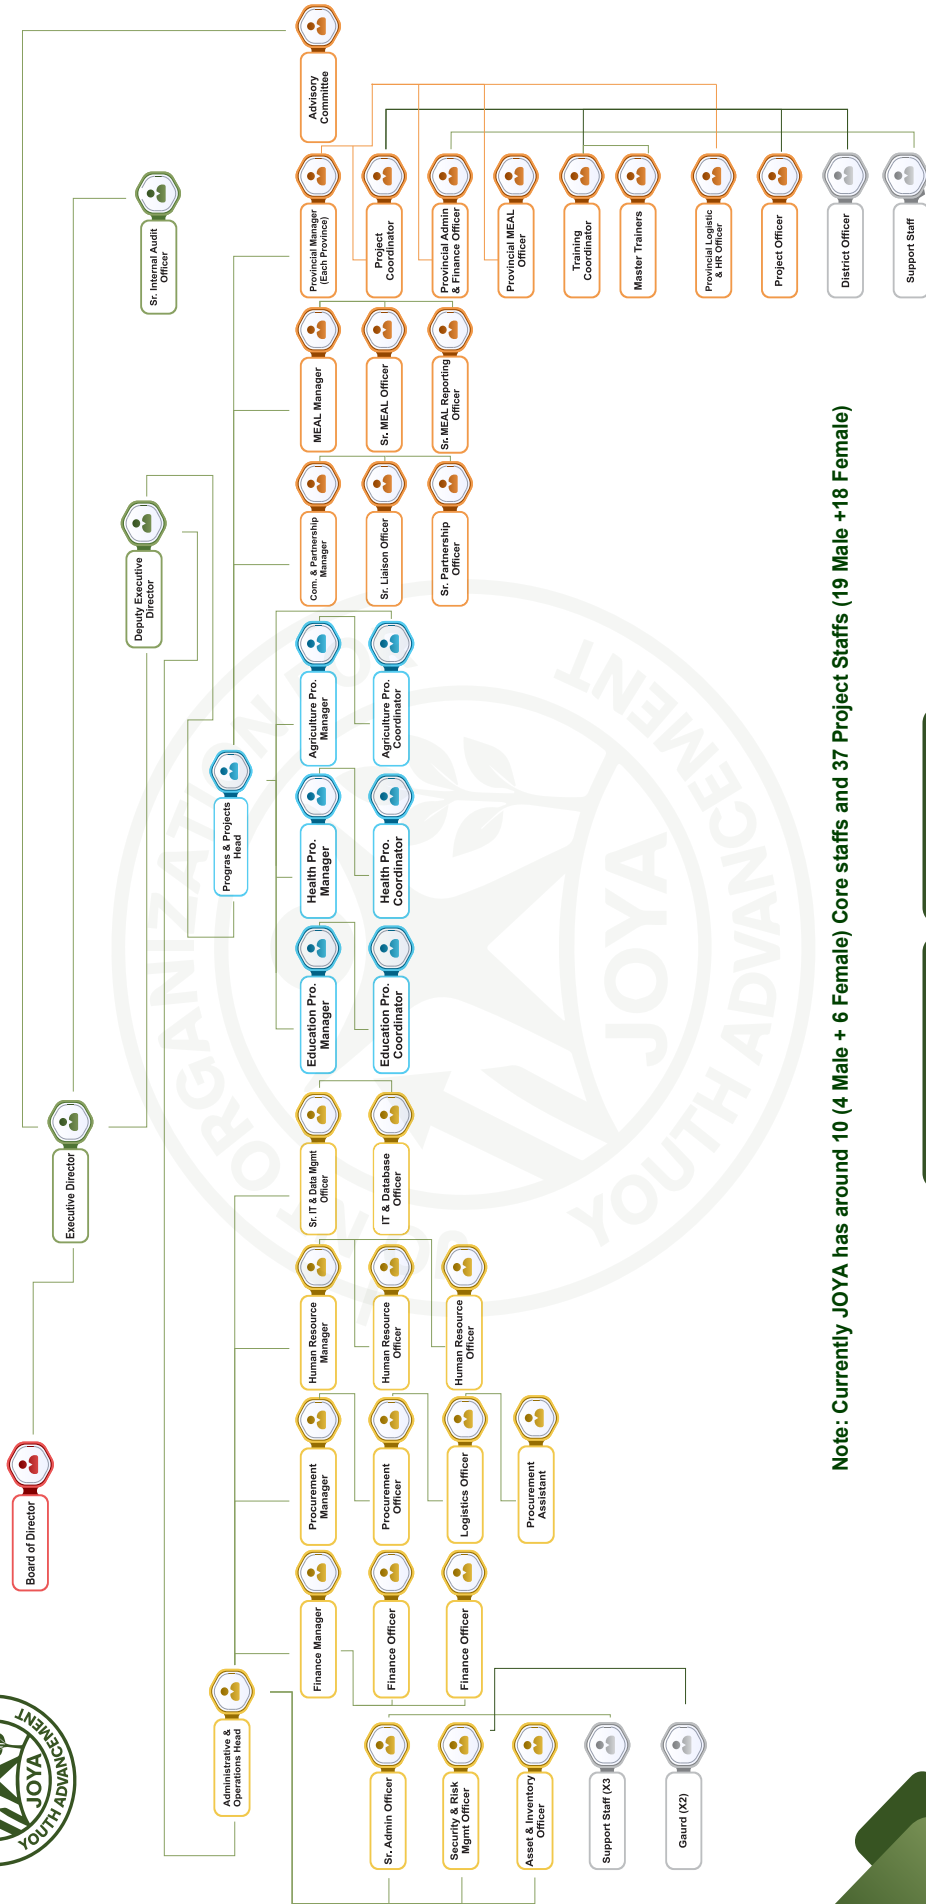 Board of Director
Executive Director
Advisory
Committee
Sr. Internal Audit
Officer
Deputy Executive
Director
Progras & Projects
Head
Administrative &
Operations Head
Sr. Admin Officer
Security & Risk
Mgmt Officer
Asset & Inventory
Officer
Support Staff (X3
Gaurd (X2)
Finance Manager
Finance Officer
Finance Officer
Procurement
Manager
Procurement
Officer
Logistics Officer
Procurement
Assistant
Human Resource
Manager
Human Resource
Officer
Human Resource
Officer
Sr. IT & Data Mgmt
Officer
IT & Database
Officer
Education Pro.
Manager
Education Pro.
Coordinator
Health Pro.
Manager
Health Pro.
Coordinator
Agriculture Pro.
Manager
Agriculture Pro.
Coordinator
Com. & Partnership
Manager
Sr. Liaison Officer
Sr. Partnership
Officer
MEAL Manager
Sr. MEAL Officer
Sr. MEAL Reporting
Officer
Provincial Manager
(Each Province)
Project
Coordinator
Provincial Admin
& Finance Officer
Provincial MEAL
Officer
Training
Coordinator
Master Trainers
Provincial Logistic
& HR Officer
Project Officer
District Officer
Support Staff
Note: Currently JOYA has around 10 (4 Male + 6 Female) Core staffs and 37 Project Staffs (19 Male +18 Female)
JOYA
YOUTH ADVANCEMENT
JOINT ORGANIZATION FOR
JOYA
YOUTH ADVANCEMENT